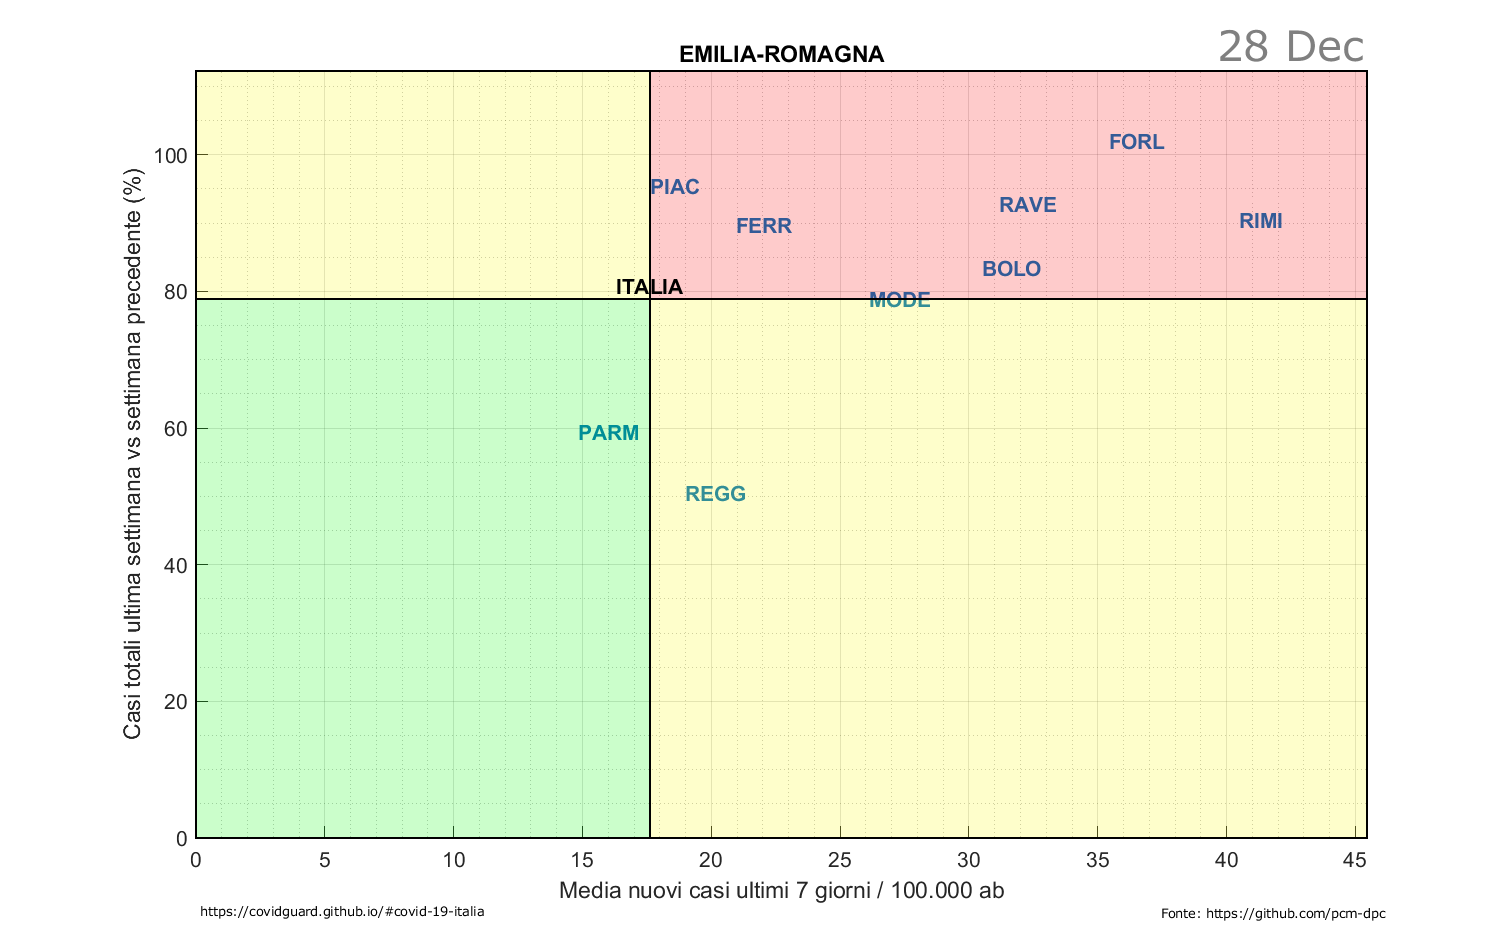 28 Dec
EMILIA-ROMAGNA
Casi totali ultima settimana vs settimana precedente (%)
100
80
60
40
20
0
FORL
PIAC
RAVE
FERR
RIMI
BOLO
ITALIA
MODE
PARM
REGG
0 5 10 15 20 25 30 35 40 45
Media nuovi casi ultimi 7 giorni / 100.000 ab
https://covidguard.github.io/#covid-19-italia
Fonte: https://github.com/pcm-dpc